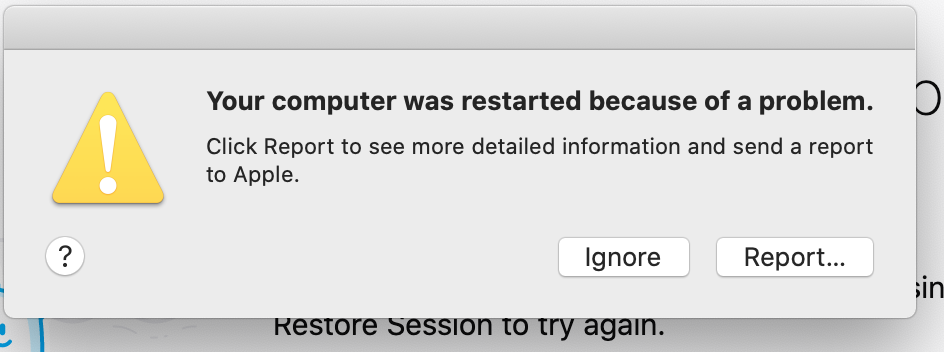 Your computer was restarted because of a problem.
Click Report to see more detailed information and send a report
to Apple.
?
Ignore
Report...
Restore Session to try again.